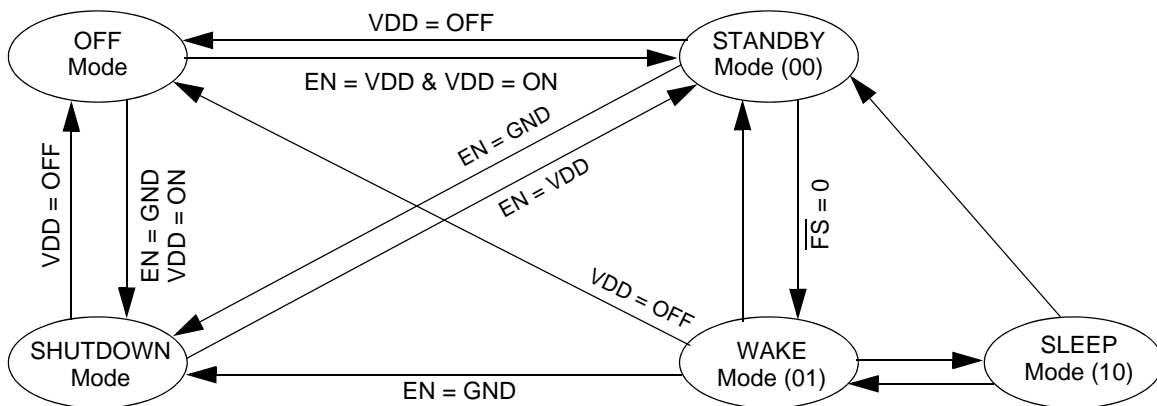 OFF
Mode
VDD = OFF
EN = VDD & VDD = ON
STANDBY
Mode (00)
VDD = OFF
EN = GND
VDD = ON
EN = GND
EN = VDD
F̅S̅ = 0
VDD = OFF
SHUTDOWN
Mode
EN = GND
WAKE
Mode (01)
SLEEP
Mode (10)